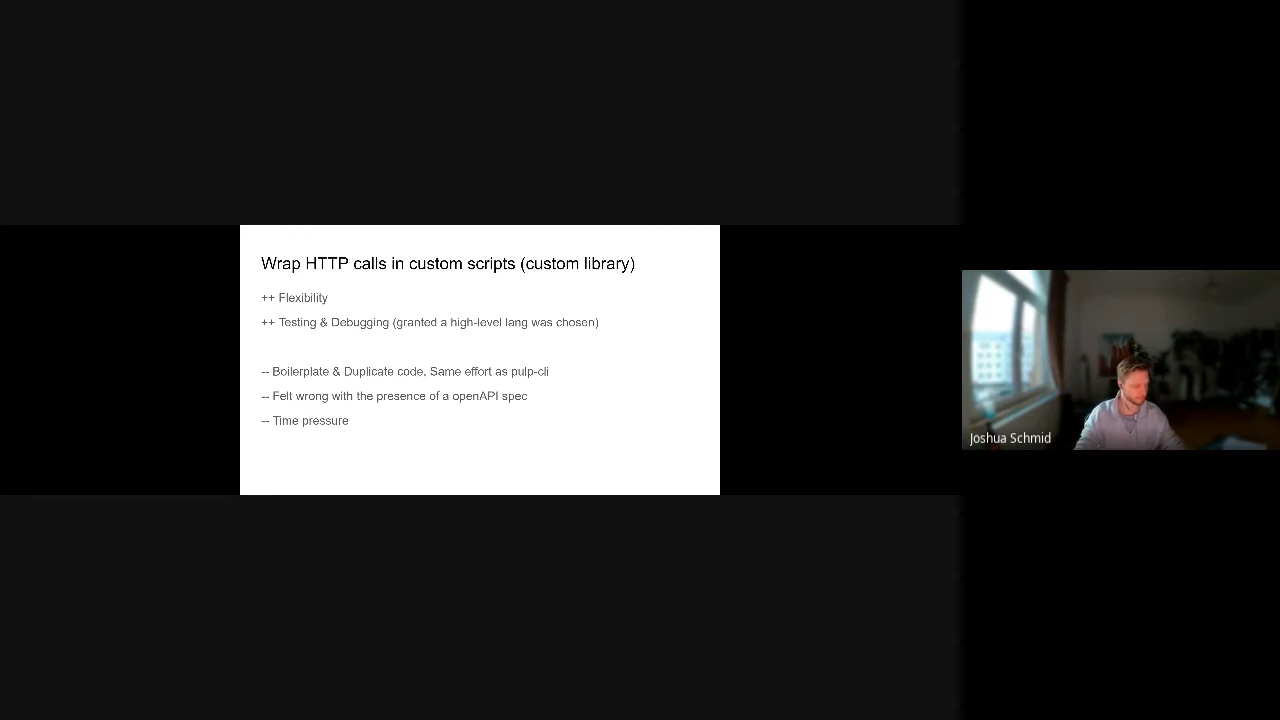 Wrap HTTP calls in custom scripts (custom library)
++ Flexibility
++ Testing & Debugging (granted a high-level lang was chosen)
-- Boilerplate & Duplicate code, Same effort as pulp-cli
-- Felt wrong with the presence of a openAPI spec
-- Time pressure
Joshua Schmid